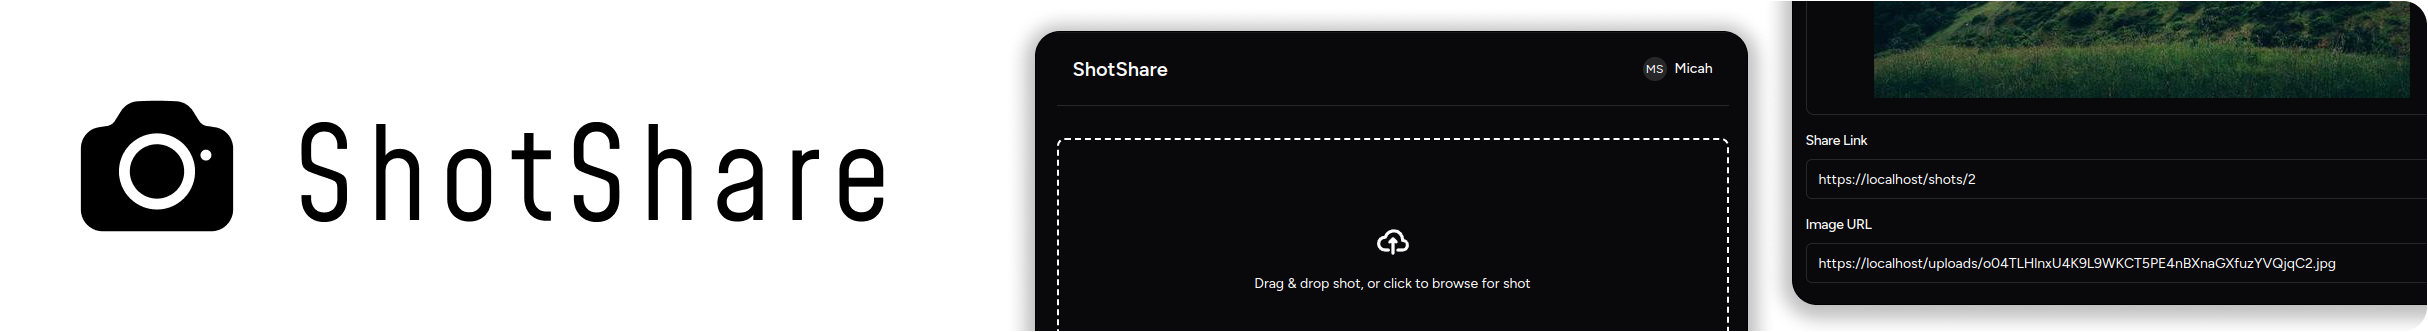 ShotShare
ShotShare
MS Micah
Drag & drop shot, or click to browse for shot
Share Link
https://localhost/shots/2
Image URL
https://localhost/uploads/o04TLHlnxU4K9L9WKCT5PE4nBXnaGXfuzYVQjqC2.jpg